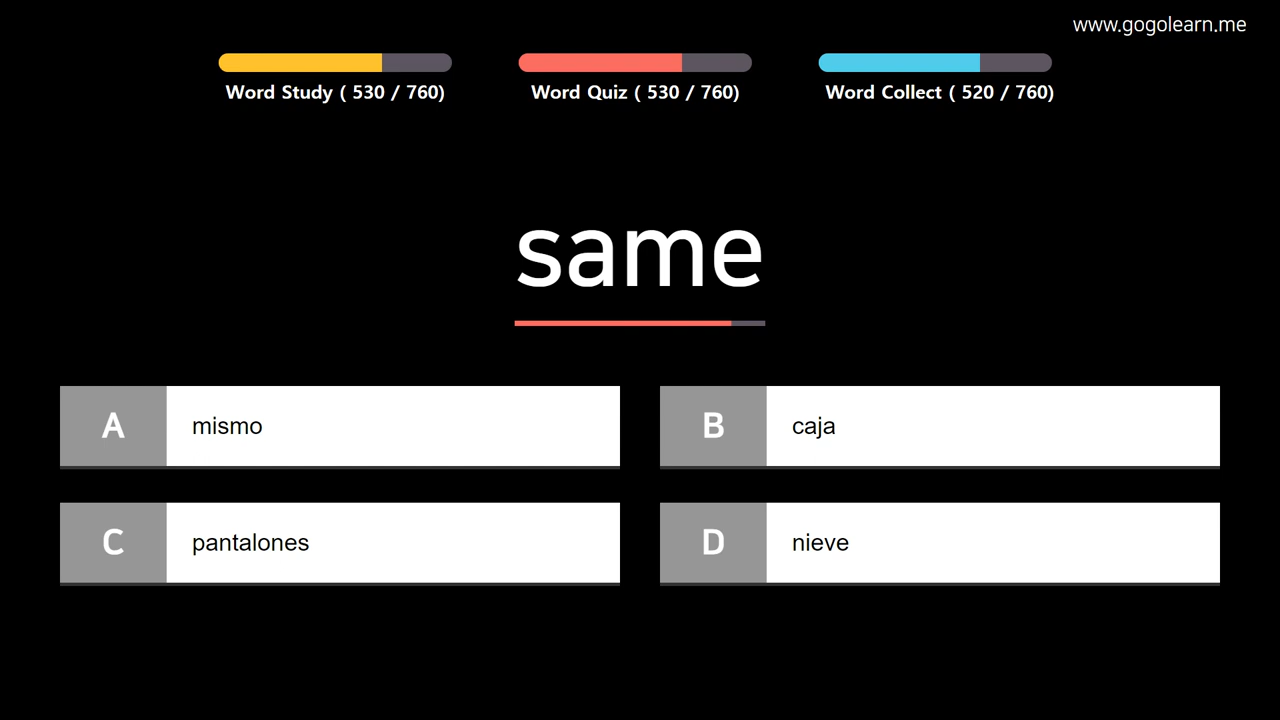 www.gogolearn.me
Word Study ( 530 / 760)
Word Quiz ( 530 / 760)
Word Collect ( 520 / 760)
same
A
mismo
B
caja
C
pantalones
D
nieve